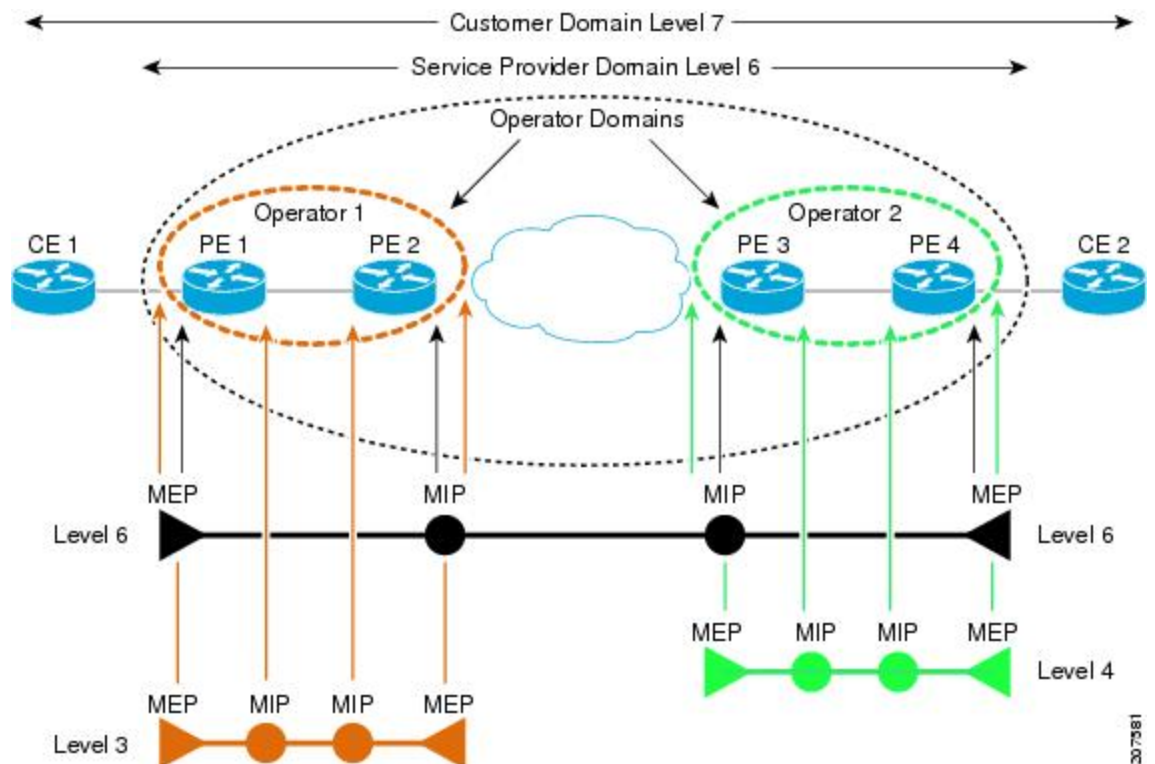 Customer Domain Level 7
Service Provider Domain Level 6
Operator Domains
Operator 1
Operator 2
CE 1
PE 1
PE 2
PE 3
PE 4
CE 2
MEP
MIP
MIP
MEP
Level 6
Level 6
MEP
MIP
MIP
MEP
Level 4
MEP
MIP
MIP
MEP
Level 3
207581